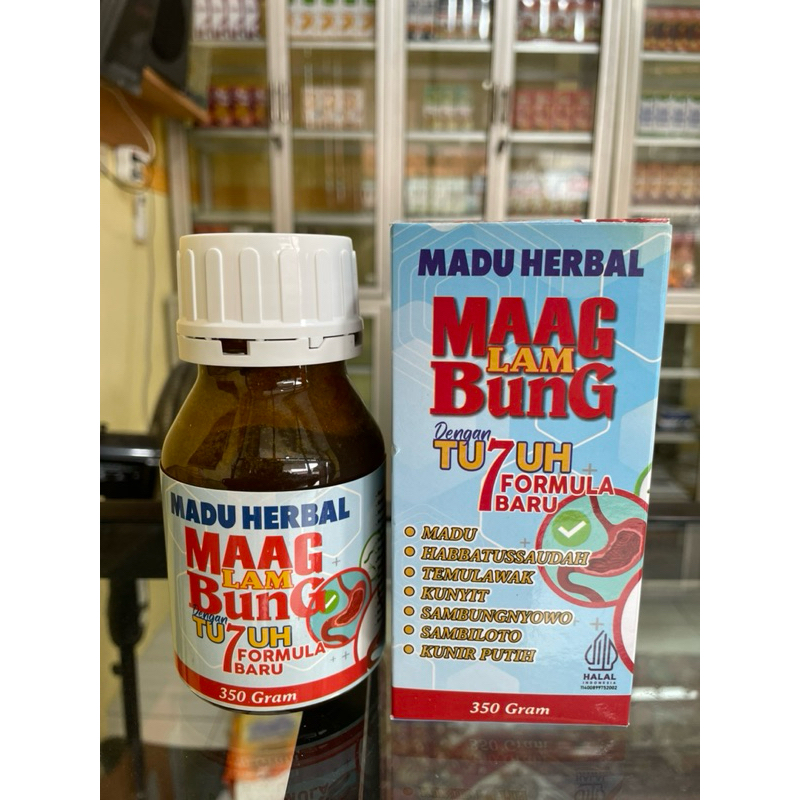 MADU HERBAL
MAAG
LAM
BunG
Dengan
TU7UH
FORMULA
BARU
350 Gram
MADU HERBAL
MAAG
LAM
BunG
Dengan
TU7UH
FORMULA
BARU
MADU
HABBATUSSAUDAH
TEMULAWAK
KUNYIT
SAMBUNGNYOWO
SAMBILOTO
KUNIR PUTIH
HALAL
INDONESIA
350 Gram